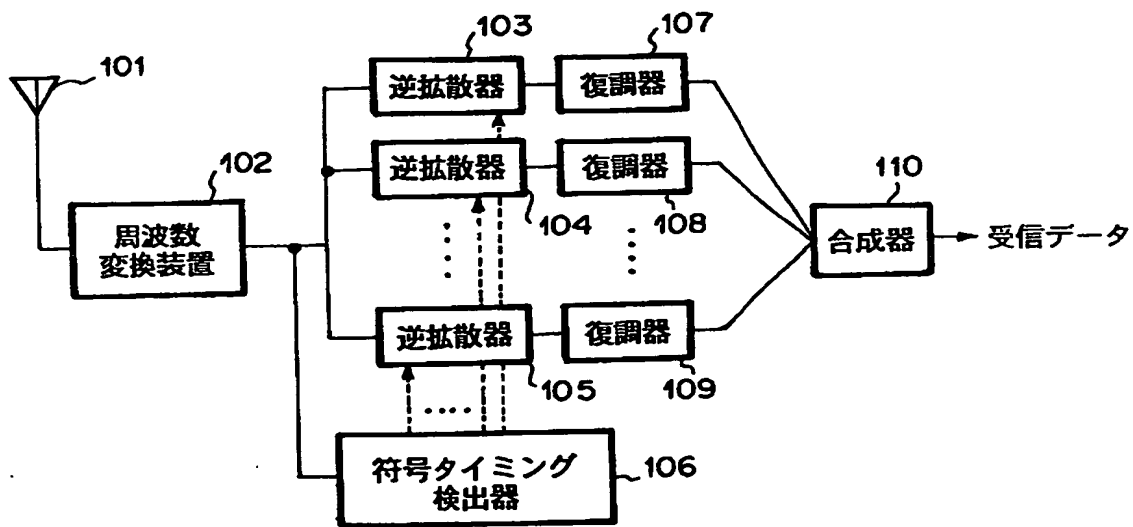 103
107
101
逆拡散器
復調器
102
逆拡散器
復調器
110
104
108
周波数
変換装置
合成器
受信データ
逆拡散器
復調器
105
109
符号タイミング
検出器
106